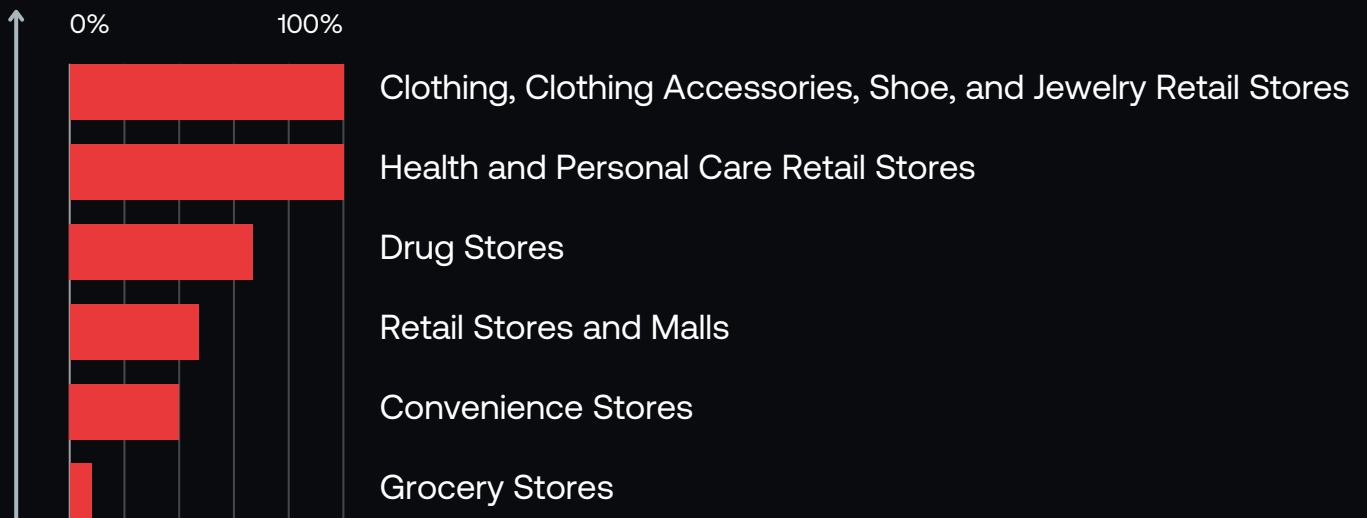 0% 100%
Clothing, Clothing Accessories, Shoe, and Jewelry Retail Stores
Health and Personal Care Retail Stores
Drug Stores
Retail Stores and Malls
Convenience Stores
Grocery Stores